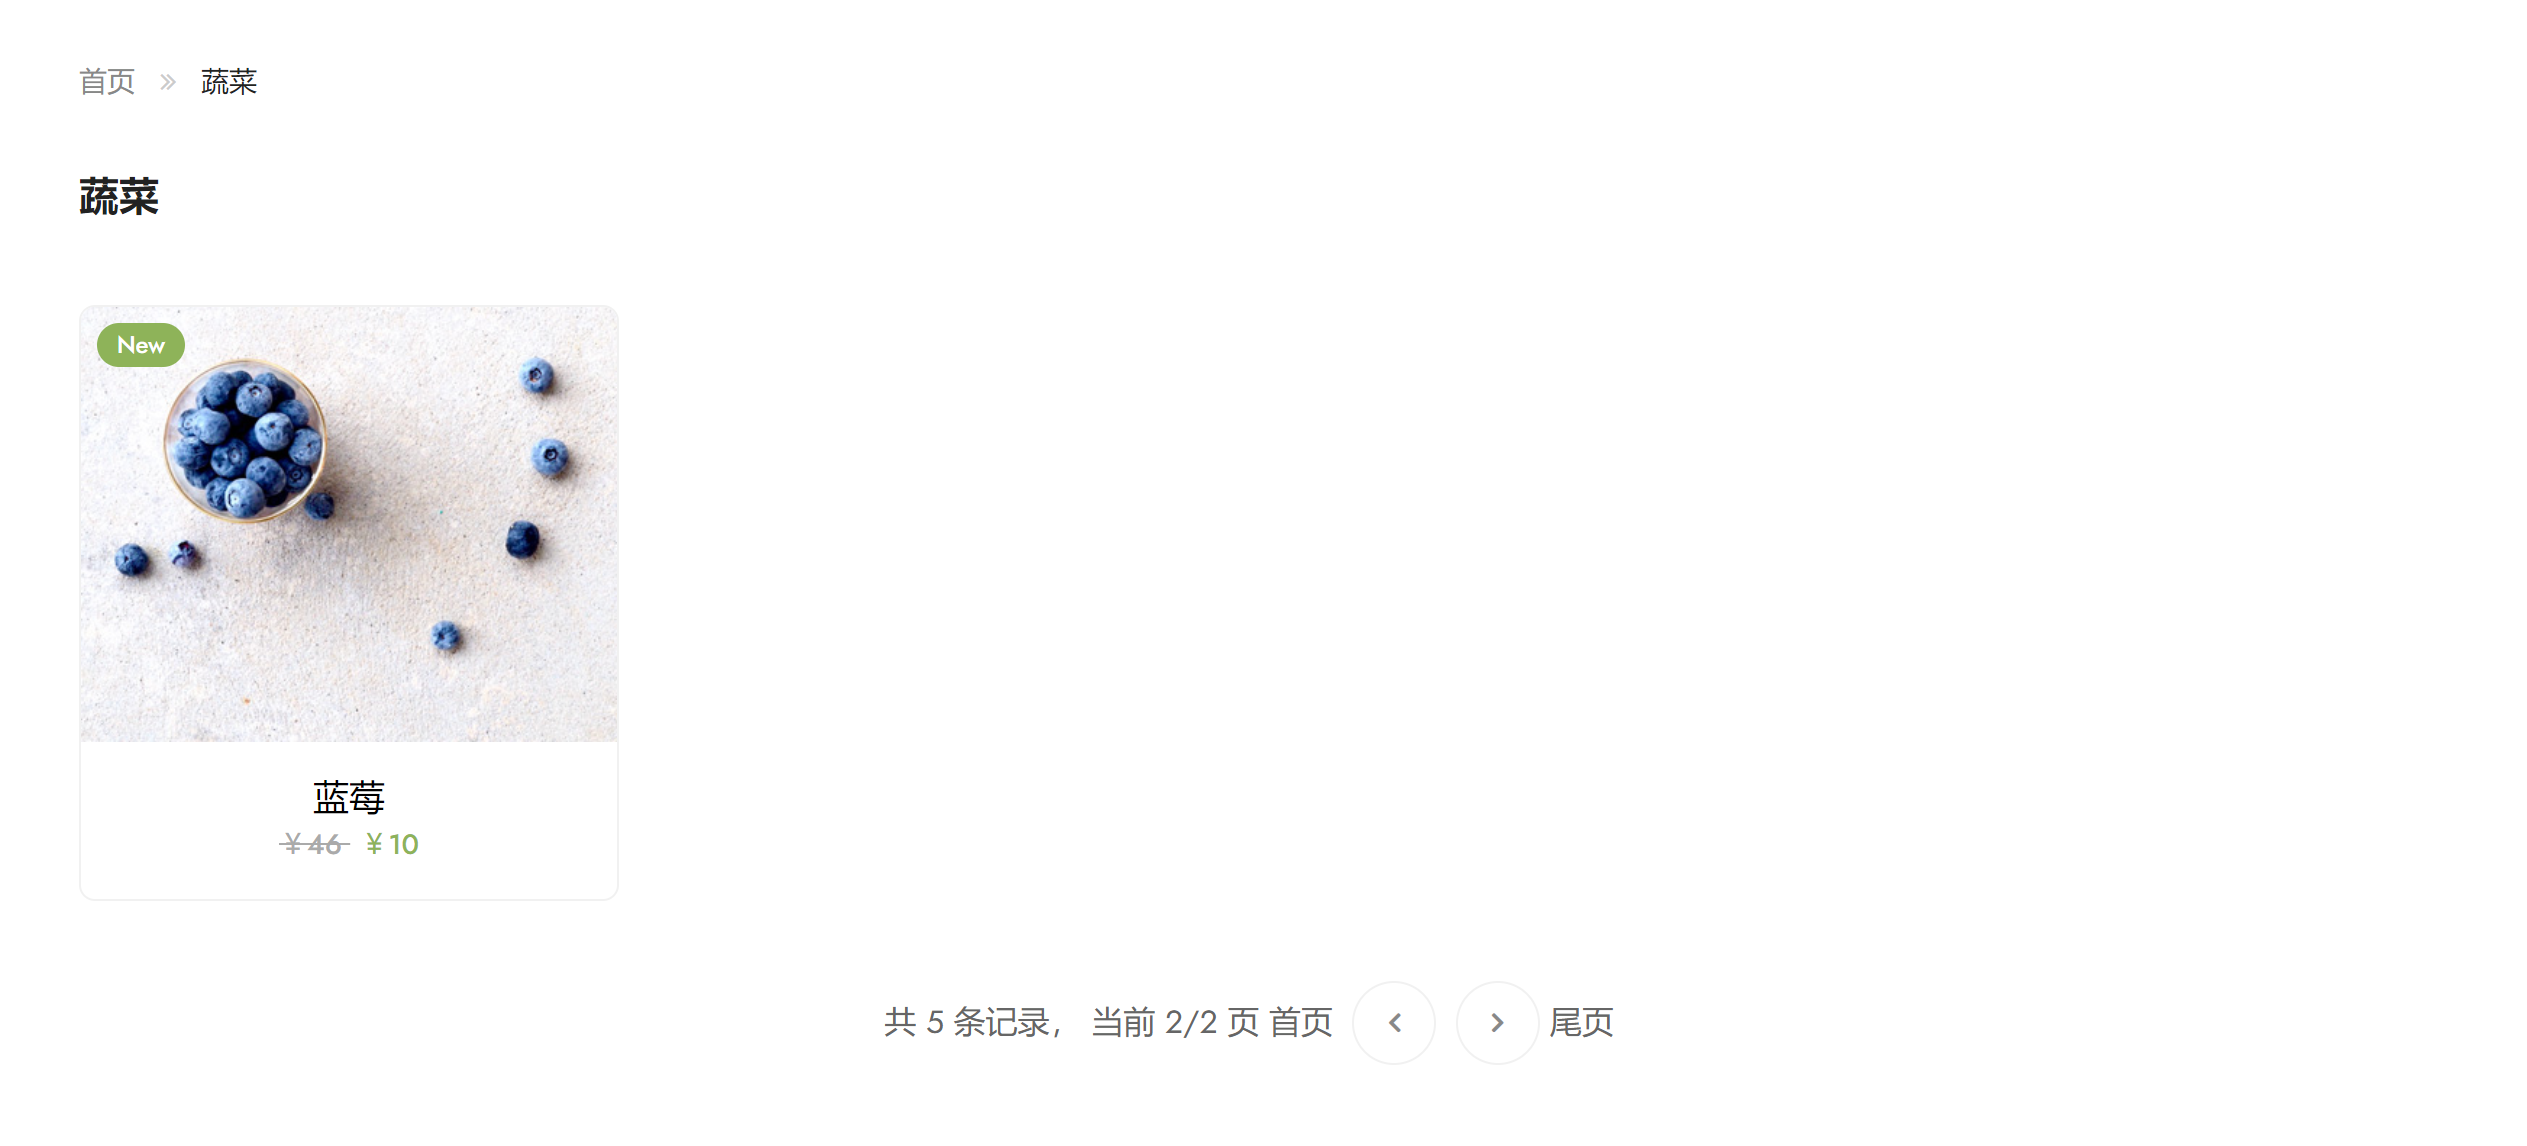 首页 » 蔬菜
蔬菜
New
蓝莓
￥46 ￥10
共 5 条记录， 当前 2/2 页 首页 尾页